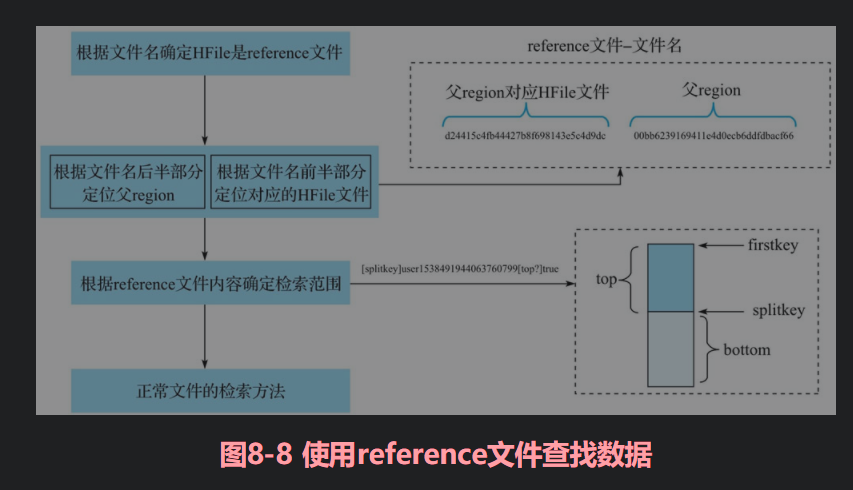 根据文件名确定HFile是reference文件
reference文件–文件名
父region对应HFile文件
父region
d24415c4fb44427b8f698143e5c4d9dc
00bb6239169411e4d0ecb6ddfdbacf66
根据文件名后半部分
定位父region
根据文件名前半部分
定位对应的HFile文件
根据reference文件内容确定检索范围
[splitkey]user1538491944063760799[top?]true
firstkey
top
splitkey
bottom
正常文件的检索方法
图8-8 使用reference文件查找数据